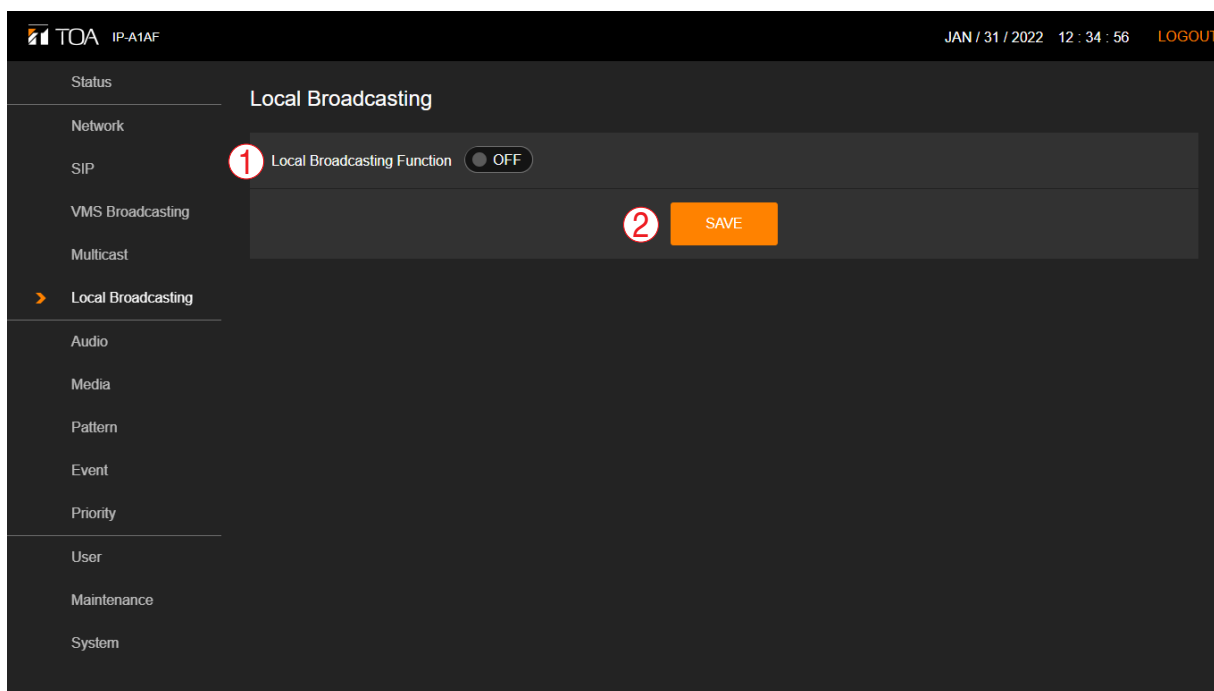 TOA IP-A1AF
JAN / 31 / 2022 12 : 34 : 56 LOGOUT
Status
Network
SIP
VMS Broadcasting
Multicast
Local Broadcasting
Audio
Media
Pattern
Event
Priority
User
Maintenance
System
Local Broadcasting
1 Local Broadcasting Function OFF
2 SAVE